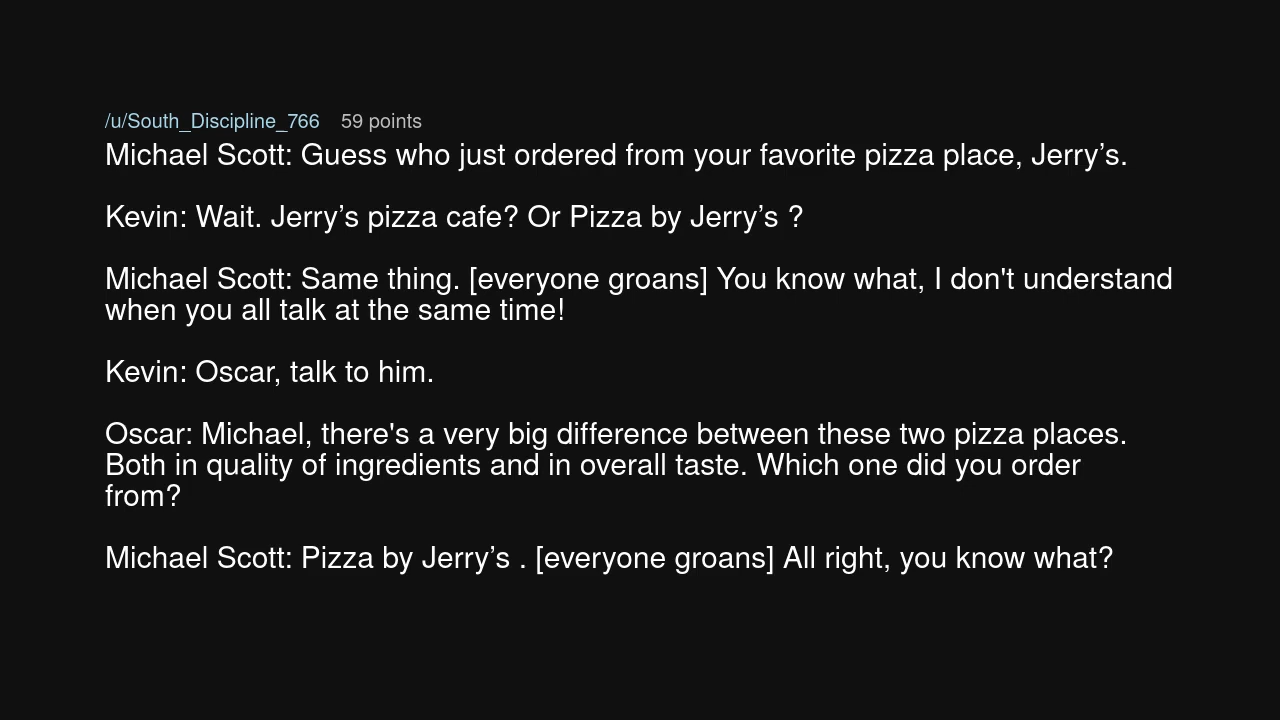 /u/South_Discipline_766 59 points
Michael Scott: Guess who just ordered from your favorite pizza place, Jerry’s.
Kevin: Wait. Jerry’s pizza cafe? Or Pizza by Jerry’s ?
Michael Scott: Same thing. [everyone groans] You know what, I don't understand
when you all talk at the same time!
Kevin: Oscar, talk to him.
Oscar: Michael, there's a very big difference between these two pizza places.
Both in quality of ingredients and in overall taste. Which one did you order
from?
Michael Scott: Pizza by Jerry’s . [everyone groans] All right, you know what?